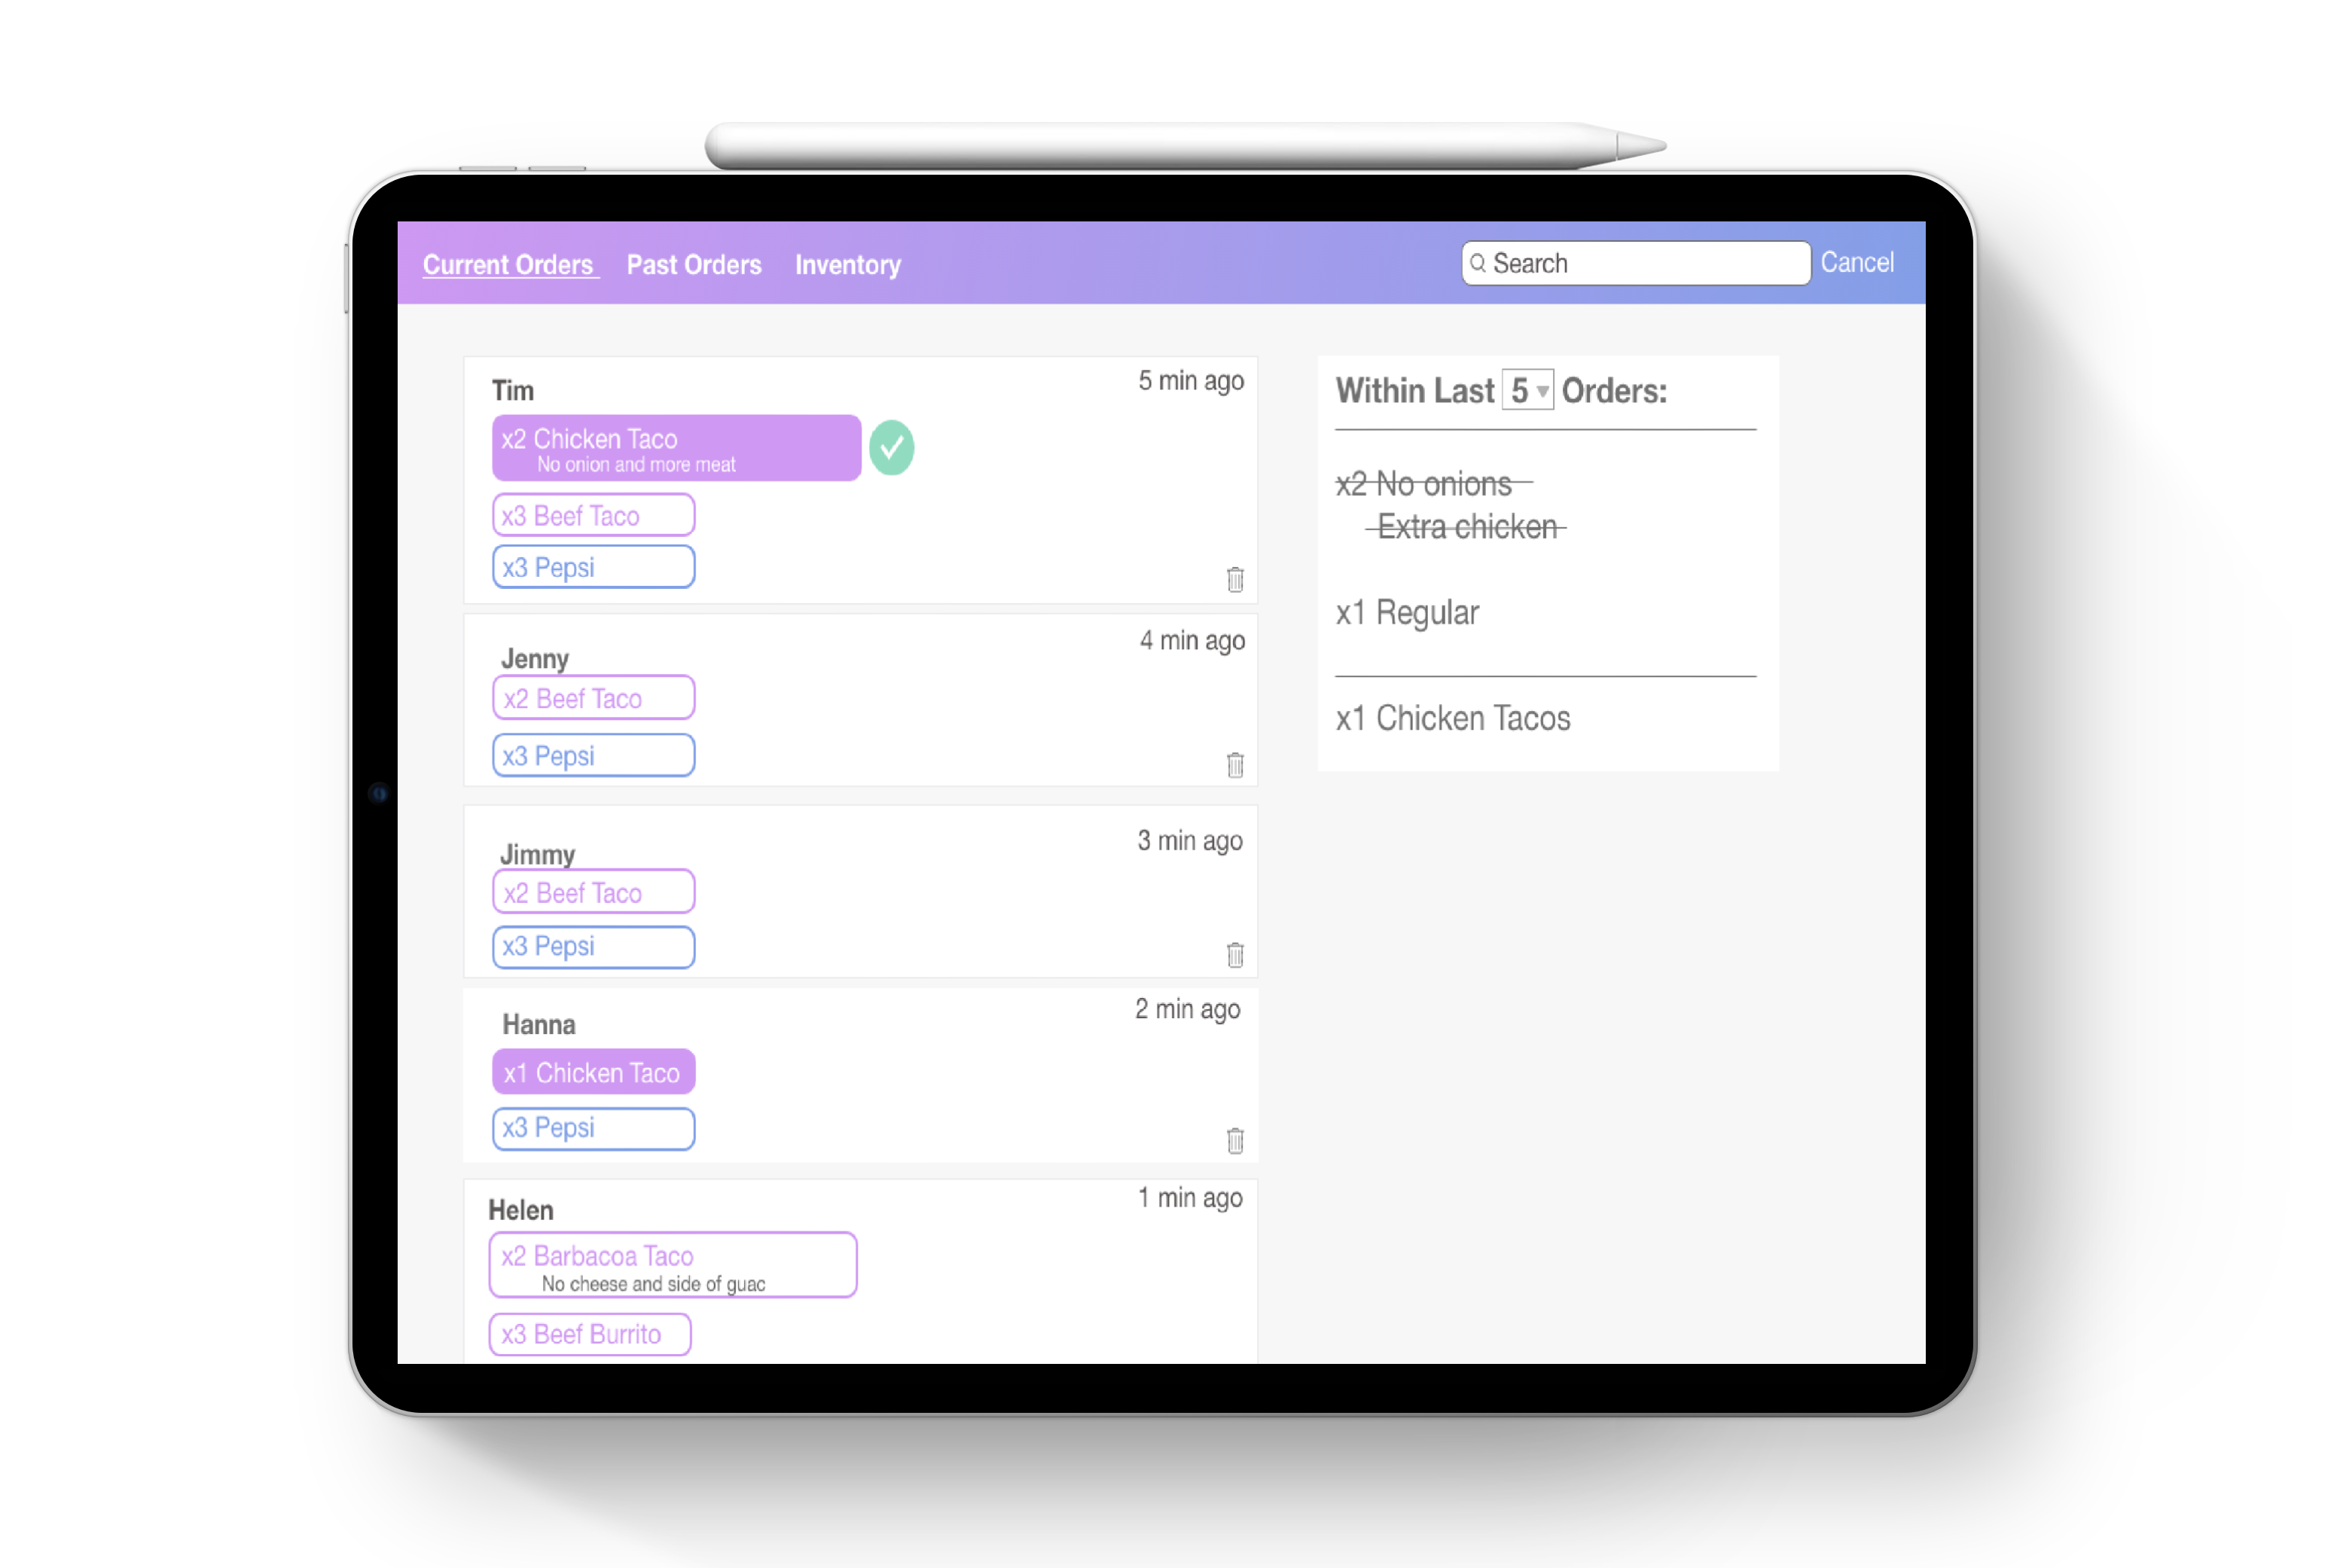 Current Orders Past Orders Inventory Search Cancel
Tim 5 min ago
x2 Chicken Taco
No onion and more meat
x3 Beef Taco
x3 Pepsi
Jenny 4 min ago
x2 Beef Taco
x3 Pepsi
Jimmy 3 min ago
x2 Beef Taco
x3 Pepsi
Hanna 2 min ago
x1 Chicken Taco
x3 Pepsi
Helen 1 min ago
x2 Barbacoa Taco
No cheese and side of guac
x3 Beef Burrito
Within Last 5 Orders:
x2 No onions
Extra chicken
x1 Regular
x1 Chicken Tacos